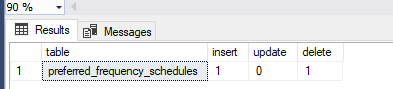 90 %
Results Messages
table insert update delete
1 preferred_frequency_schedules 1 0 1